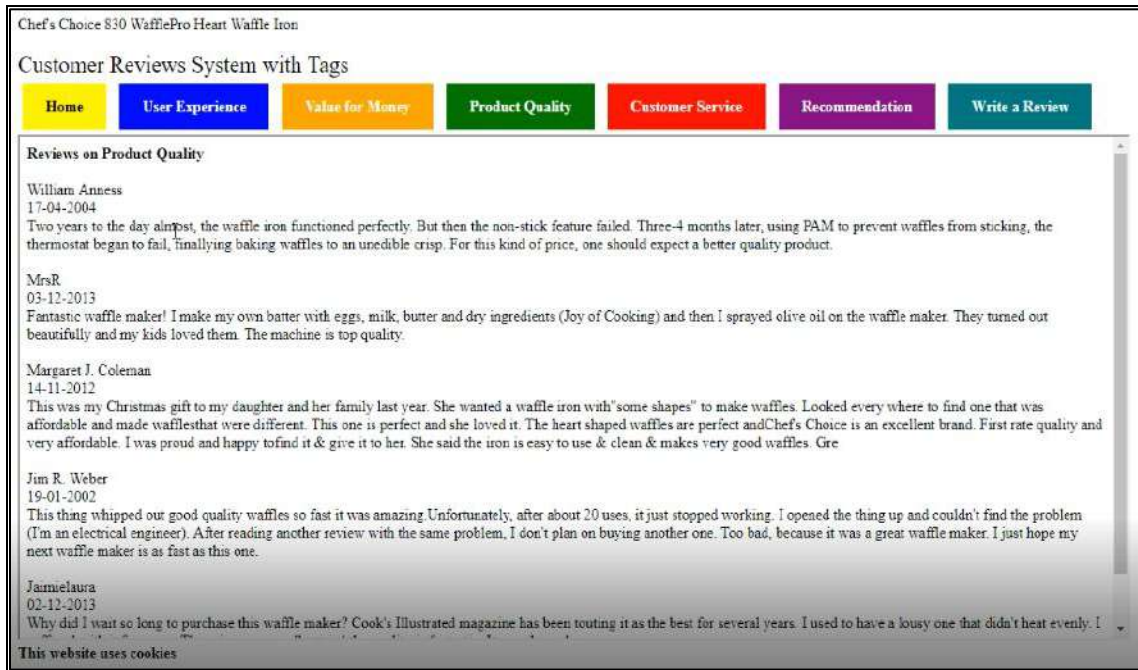 Chef's Choice 830 WafflePro Heart Waffle Iron
Customer Reviews System with Tags
Home User Experience Value for Money Product Quality Customer Service Recommendation Write a Review
Reviews on Product Quality
William Anness
17-04-2004
Two years to the day almost, the waffle iron functioned perfectly. But then the non-stick feature failed. Three-4 months later, using PAM to prevent waffles from sticking, the
thermostat began to fail, finallying baking waffles to an unedible crisp. For this kind of price, one should expect a better quality product.
MrsR
03-12-2013
Fantastic waffle maker! I make my own batter with eggs, milk, butter and dry ingredients (Joy of Cooking) and then I sprayed olive oil on the waffle maker. They turned out
beautifully and my kids loved them. The machine is top quality.
Margaret J. Coleman
14-11-2012
This was my Christmas gift to my daughter and her family last year. She wanted a waffle iron with"some shapes" to make waffles. Looked every where to find one that was
affordable and made wafflesthat were different. This one is perfect and she loved it. The heart shaped waffles are perfect andChef's Choice is an excellent brand. First rate quality and
very affordable. I was proud and happy tofind it & give it to her. She said the iron is easy to use & clean & makes very good waffles. Gre
Jim R. Weber
19-01-2002
This thing whipped out good quality waffles so fast it was amazing.Unfortunately, after about 20 uses, it just stopped working. I opened the thing up and couldn't find the problem
(I'm an electrical engineer). After reading another review with the same problem, I don't plan on buying another one. Too bad, because it was a great waffle maker. I just hope my
next waffle maker is as fast as this one.
Jaimielaura
02-12-2013
Why did I wait so long to purchase this waffle maker? Cook's Illustrated magazine has been touting it as the best for several years. I used to have a lousy one that didn't heat evenly. I
This website uses cookies